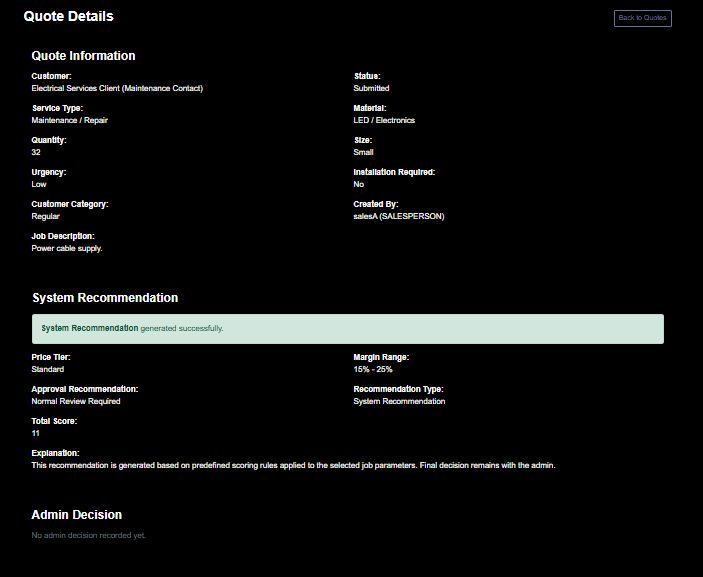 Quote Details
Back to Quotes
Quote Information
Customer:
Electrical Services Client (Maintenance Contact)
Status:
Submitted
Service Type:
Maintenance / Repair
Material:
LED / Electronics
Quantity:
32
Size:
Small
Urgency:
Low
Installation Required:
No
Customer Category:
Regular
Created By:
salesA (SALESPERSON)
Job Description:
Power cable supply.
System Recommendation
System Recommendation generated successfully.
Price Tier:
Standard
Margin Range:
15% - 25%
Approval Recommendation:
Normal Review Required
Recommendation Type:
System Recommendation
Total Score:
11
Explanation:
This recommendation is generated based on predefined scoring rules applied to the selected job parameters. Final decision remains with the admin.
Admin Decision
No admin decision recorded yet.